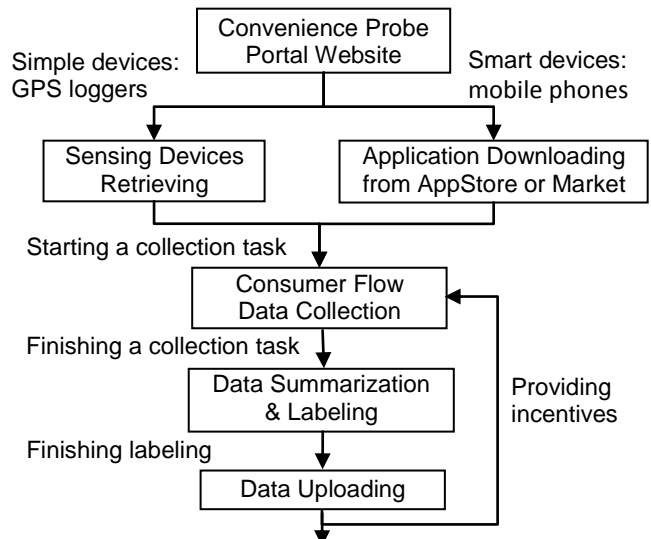 Convenience Probe
Portal Website
Simple devices:
GPS loggers
Smart devices:
mobile phones
Sensing Devices
Retrieving
Application Downloading
from AppStore or Market
Starting a collection task
Consumer Flow
Data Collection
Finishing a collection task
Data Summarization
& Labeling
Providing
incentives
Finishing labeling
Data Uploading